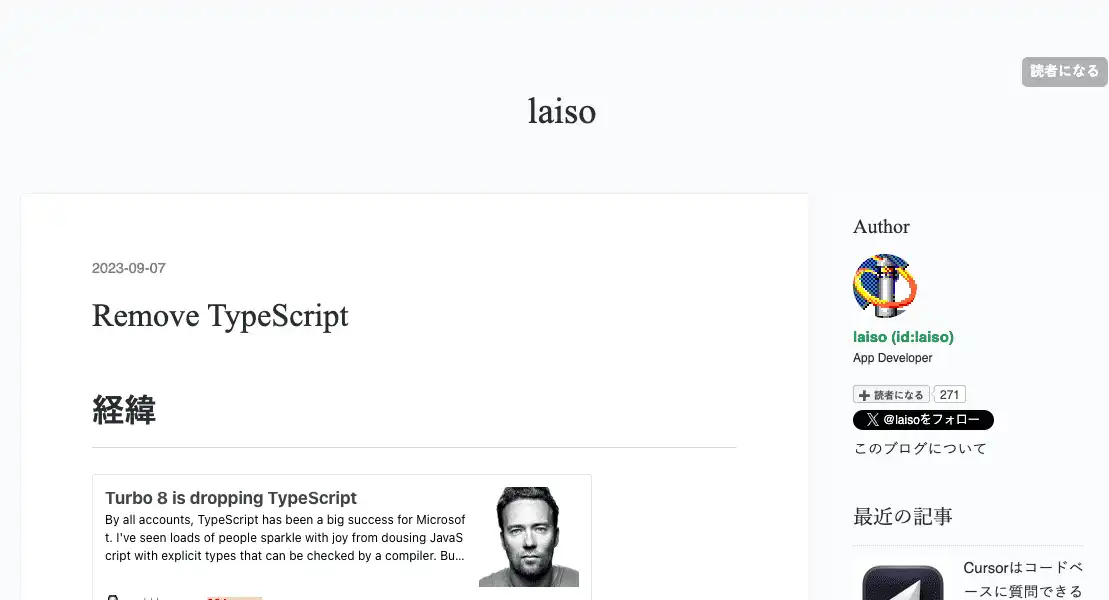 読者になる
laiso
2023-09-07
Remove TypeScript
経緯
Turbo 8 is dropping TypeScript
By all accounts, TypeScript has been a big success for Microsof
t. I've seen loads of people sparkle with joy from dousing JavaS
cript with explicit types that can be checked by a compiler. Bu...
Author
laiso (id:laiso)
App Developer
読者になる 271
@laisoをフォロー
このブログについて
最近の記事
Cursorはコードベ
ースに質問できる